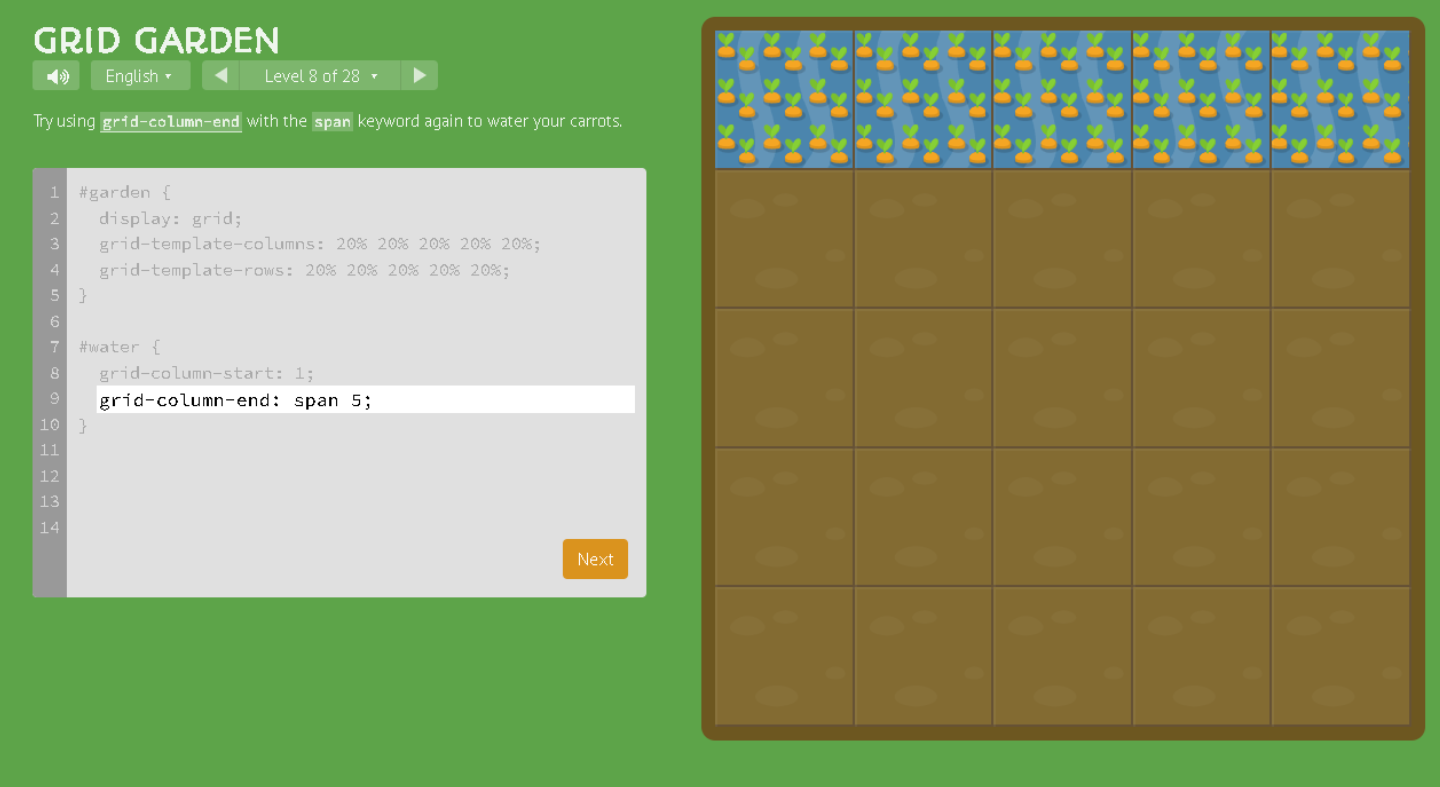 GRID GARDEN
English ▾ ◀ Level 8 of 28 ▾ ▶
Try using grid-column-end with the span keyword again to water your carrots.
1 #garden {
2 display: grid;
3 grid-template-columns: 20% 20% 20% 20% 20%;
4 grid-template-rows: 20% 20% 20% 20% 20%;
5 }
6
7 #water {
8 grid-column-start: 1;
9 grid-column-end: span 5;
10 }
11
12
13
14
Next